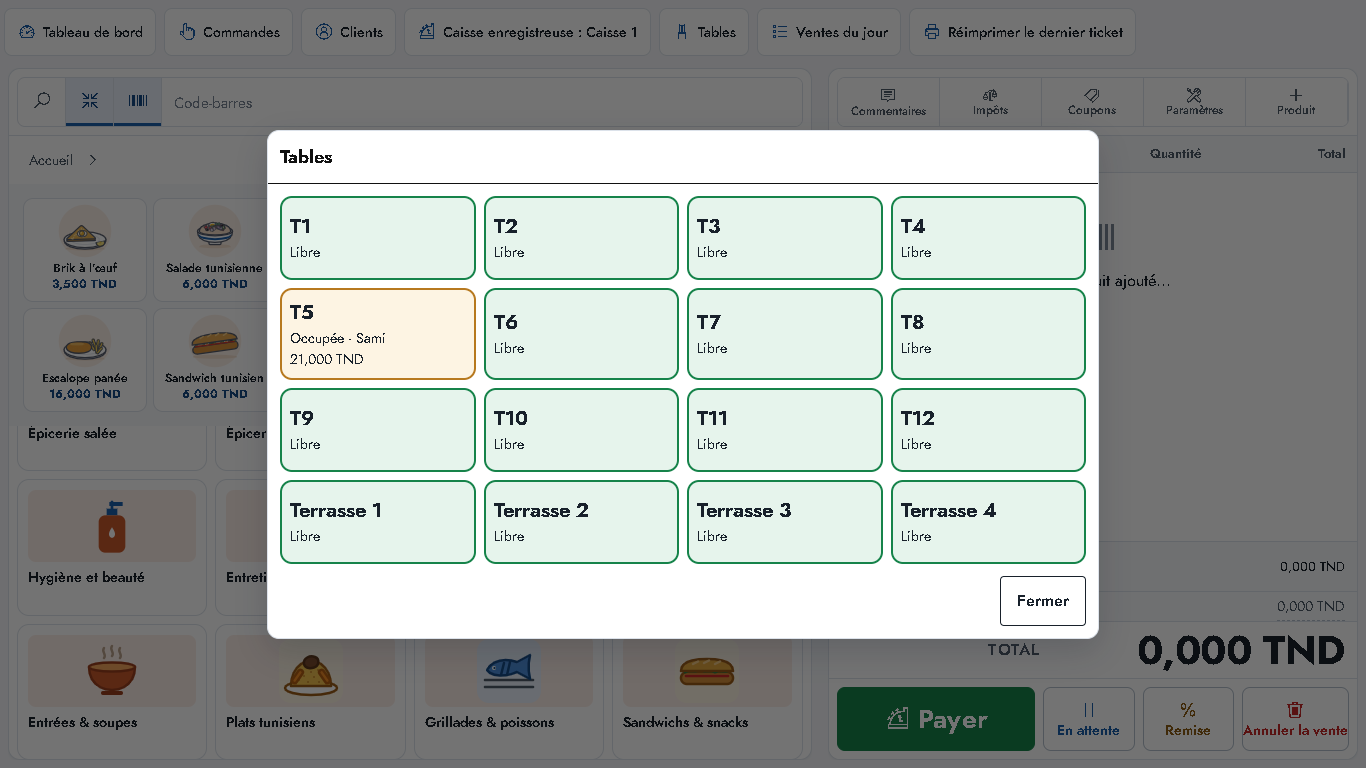 Tableau de bord
Commandes
Clients
Caisse enregistreuse : Caisse 1
Tables
Ventes du jour
Réimprimer le dernier ticket
Code-barres
Commentaires
Impôts
Coupons
Paramètres
Produit
Accueil
Quantité
Total
Tables
T1
Libre
T2
Libre
T3
Libre
T4
Libre
T5
Occupée - Sami
21,000 TND
T6
Libre
T7
Libre
T8
Libre
T9
Libre
T10
Libre
T11
Libre
T12
Libre
Terrasse 1
Libre
Terrasse 2
Libre
Terrasse 3
Libre
Terrasse 4
Libre
Fermer
Brik à l'œuf
3,500 TND
Salade tunisienne
6,000 TND
Escalope panée
16,000 TND
Sandwich tunisien
6,000 TND
ajouté...
Épicerie salée
Hygiène et beauté
Entrées & soupes
Plats tunisiens
Grillades & poissons
Sandwichs & snacks
0,000 TND
0,000 TND
TOTAL
0,000 TND
Payer
En attente
Remise
Annuler la vente